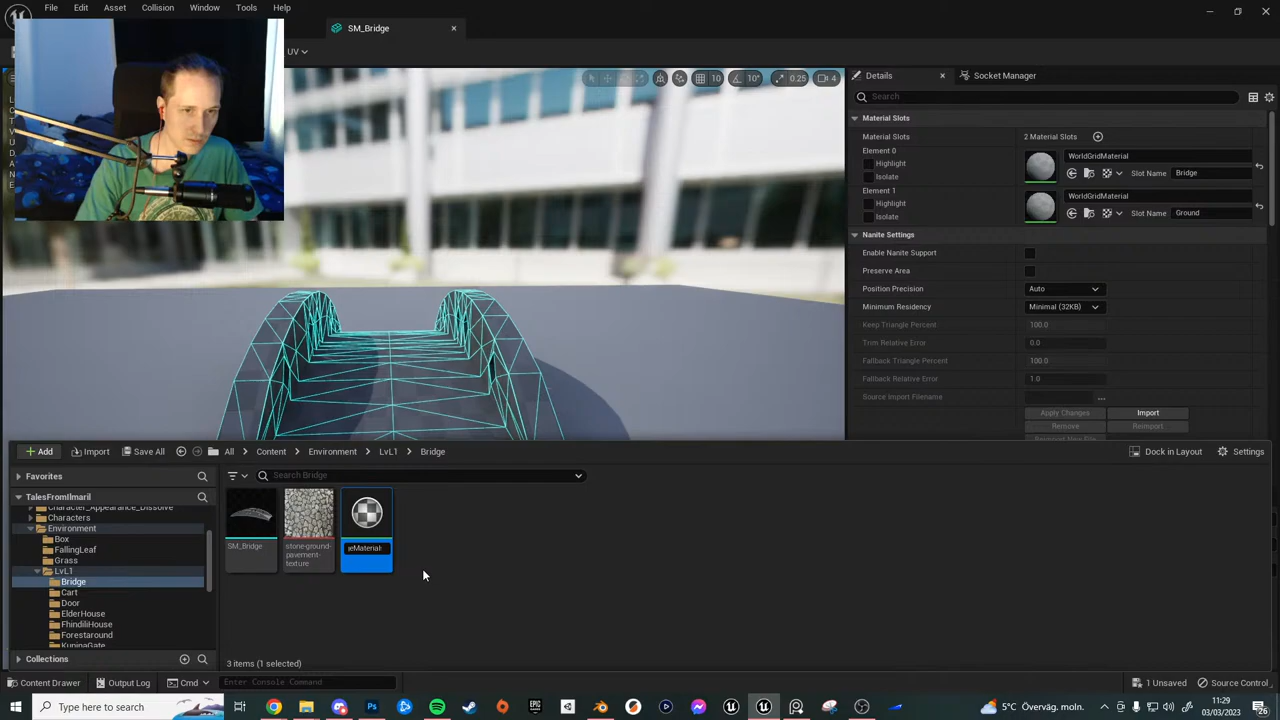 File Edit Asset Collision Window Tools Help
SM_Bridge
UV
10 10° 0.25 4
Details Socket Manager
Search
Material Slots
Material Slots 2 Material Slots
Element 0 WorldGridMaterial
Highlight
Isolate Slot Name Bridge
Element 1 WorldGridMaterial
Highlight
Isolate Slot Name Ground
Nanite Settings
Enable Nanite Support
Preserve Area
Position Precision Auto
Minimum Residency Minimal (32KB)
Keep Triangle Percent 100.0
Trim Relative Error 0.0
Fallback Triangle Percent 100.0
Fallback Relative Error 1.0
Source Import Filename ...
Apply Changes Import
Remove Reimport
Add Import Save All All Content Environment LvL1 Bridge Dock in Layout Settings
Favorites
Search Bridge
TalesFromIlmaril
Character_Appearance_Dissolve
Characters
Environment
Box
FallingLeaf
Grass
LvL1
Bridge
Cart
Door
ElderHouse
FhindiliHouse
Forestaround
KuninaGate
SM_Bridge
stone-ground-
pavement-
texture
eMaterial
Collections
3 items (1 selected)
Content Drawer Output Log Cmd Enter Console Command 1 Unsaved Source Control
Type here to search
5°C Överväg. moln.
11:29
03/03/2023